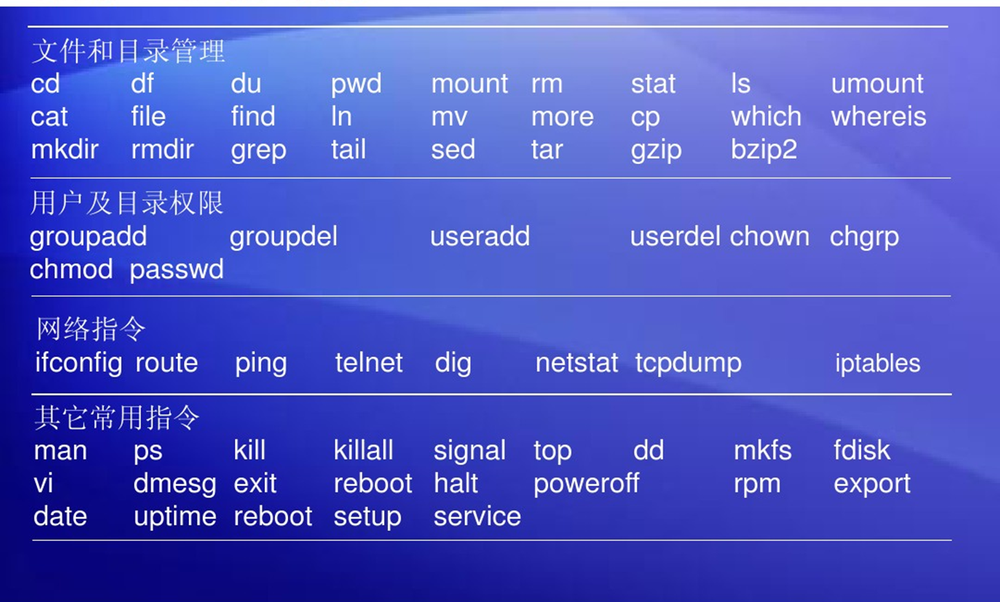 文件和目录管理
cd df du pwd mount rm stat ls umount
cat file find ln mv more cp which whereis
mkdir rmdir grep tail sed tar gzip bzip2
用户及目录权限
groupadd groupdel useradd userdel chown chgrp
chmod passwd
网络指令
ifconfig route ping telnet dig netstat tcpdump iptables
其它常用指令
man ps kill killall signal top dd mkfs fdisk
vi dmesg exit reboot halt poweroff rpm export
date uptime reboot setup service